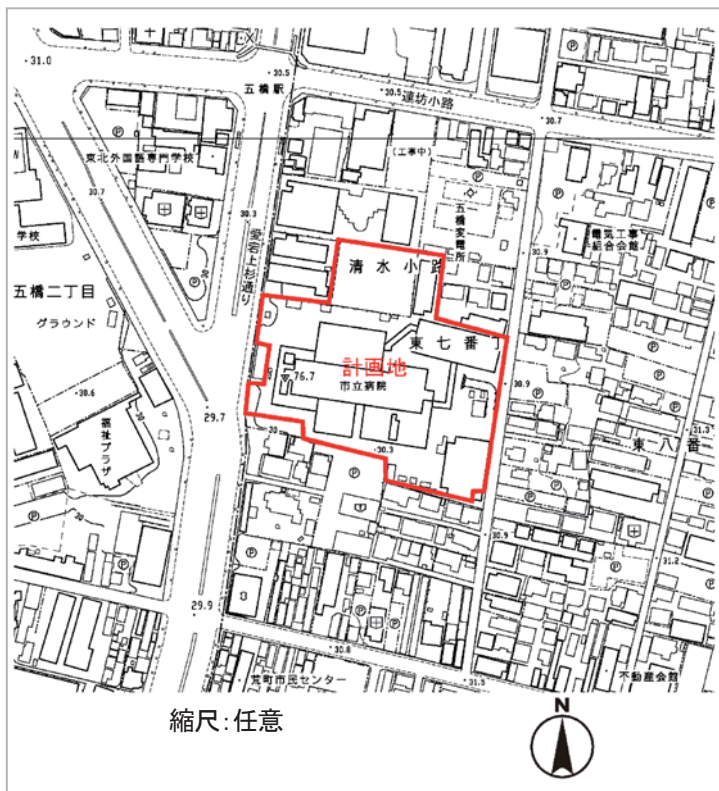 31.0
30.5
五橋駅
30.5
連坊小路
30.7
(工事中)
東北外国語専門学校
30.7
30.3
愛宕上杉通り
五橋変電所
電気工事
組合会館
30.9
学校
清水小路
五橋二丁目
グラウンド
東七番
計画地
76.7
市立病院
30.9
30.6
29.7
福祉プラザ
20
30.3
東八番
31.3
30.9
31.2
29.9
30.8
荒町市民センター
31.5
不動産会館
縮尺:任意
N